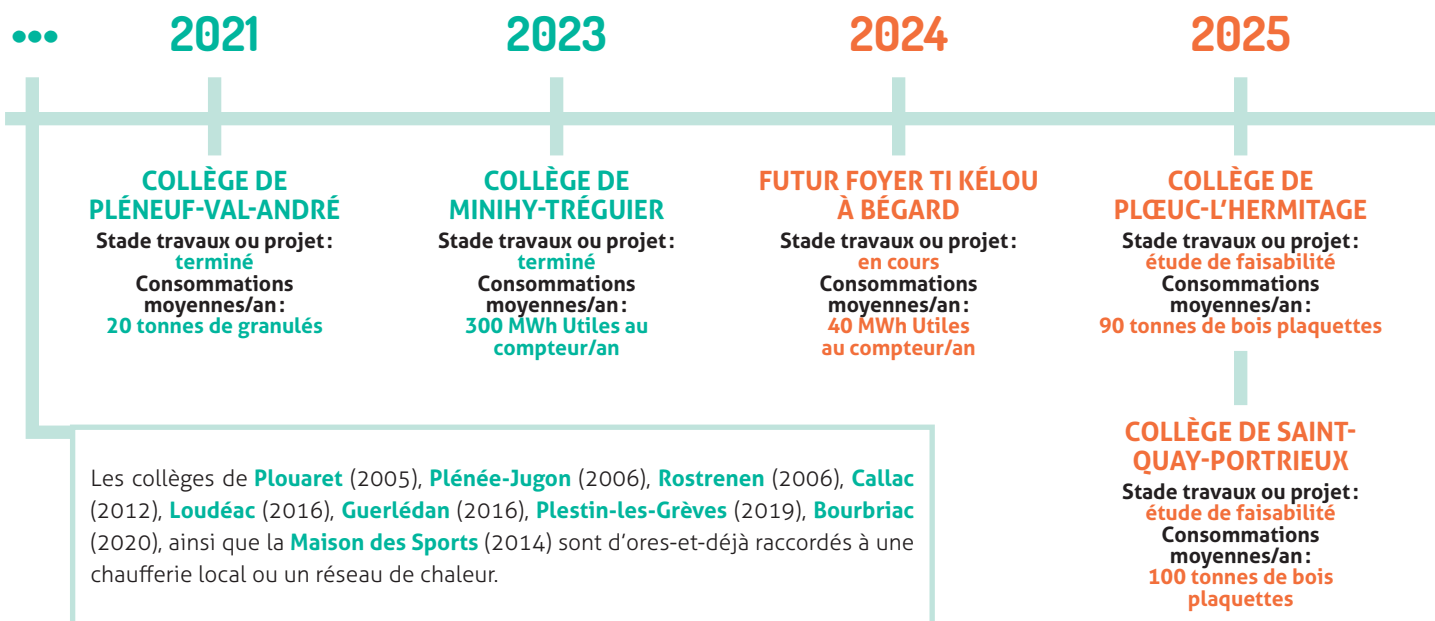 ••• 2021 2023 2024 2025
COLLÈGE DE
PLÉNEUF-VAL-ANDRÉ
Stade travaux ou projet :
terminé
Consommations
moyennes/an :
20 tonnes de granulés
COLLÈGE DE
MINIHY-TRÉGUIER
Stade travaux ou projet :
terminé
Consommations
moyennes/an :
300 MWh Utiles au
compteur/an
FUTUR FOYER TI KÉLOU
À BÉGARD
Stade travaux ou projet :
en cours
Consommations
moyennes/an :
40 MWh Utiles
au compteur/an
COLLÈGE DE
PLŒUC-L'HERMITAGE
Stade travaux ou projet :
étude de faisabilité
Consommations
moyennes/an :
90 tonnes de bois plaquettes
COLLÈGE DE SAINT-
QUAY-PORTRIEUX
Stade travaux ou projet :
étude de faisabilité
Consommations
moyennes/an :
100 tonnes de bois
plaquettes
Les collèges de Plouaret (2005), Plénée-Jugon (2006), Rostrenen (2006), Callac
(2012), Loudéac (2016), Guerlédan (2016), Plestin-les-Grèves (2019), Bourbriac
(2020), ainsi que la Maison des Sports (2014) sont d'ores-et-déjà raccordés à une
chaufferie local ou un réseau de chaleur.